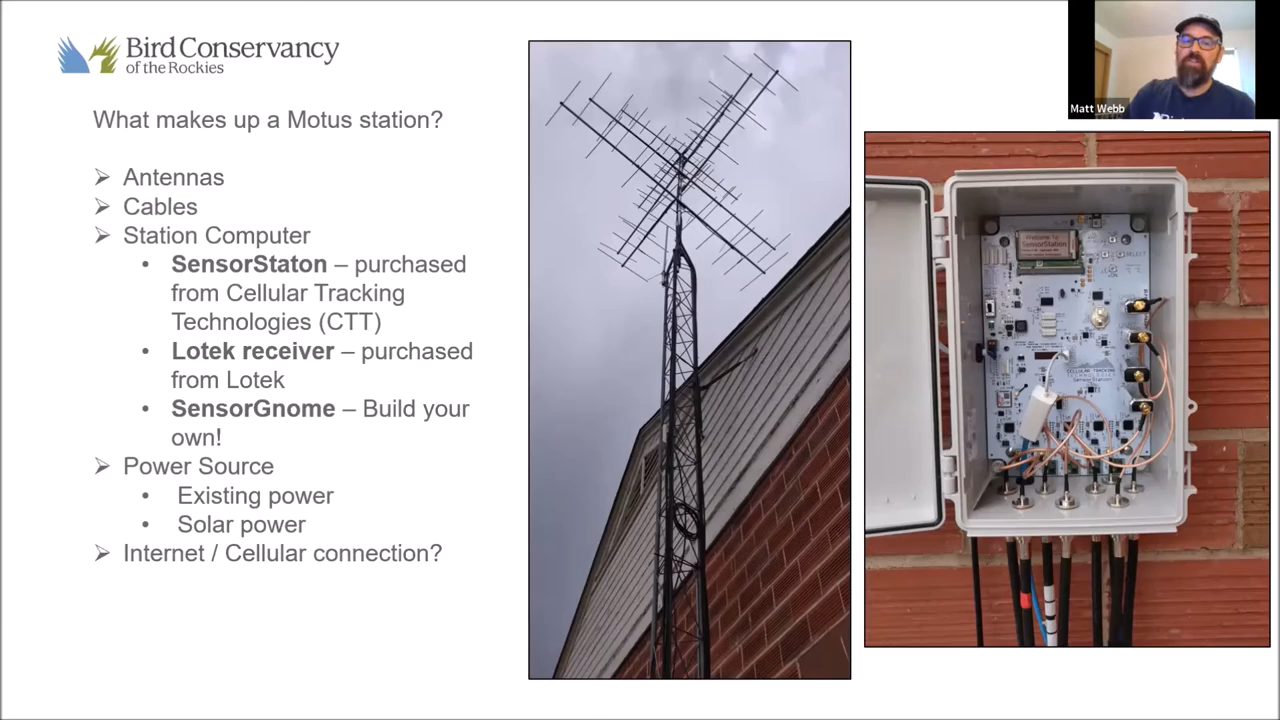 Bird Conservancy
of the Rockies
Matt Webb
What makes up a Motus station?
Antennas
Cables
Station Computer
SensorStaton – purchased
from Cellular Tracking
Technologies (CTT)
Lotek receiver – purchased
from Lotek
SensorGnome – Build your
own!
Power Source
Existing power
Solar power
Internet / Cellular connection?
Welcome To
SensorStation
SELECT
CELLULAR TRACKING
TECHNOLOGIES
SensorStation